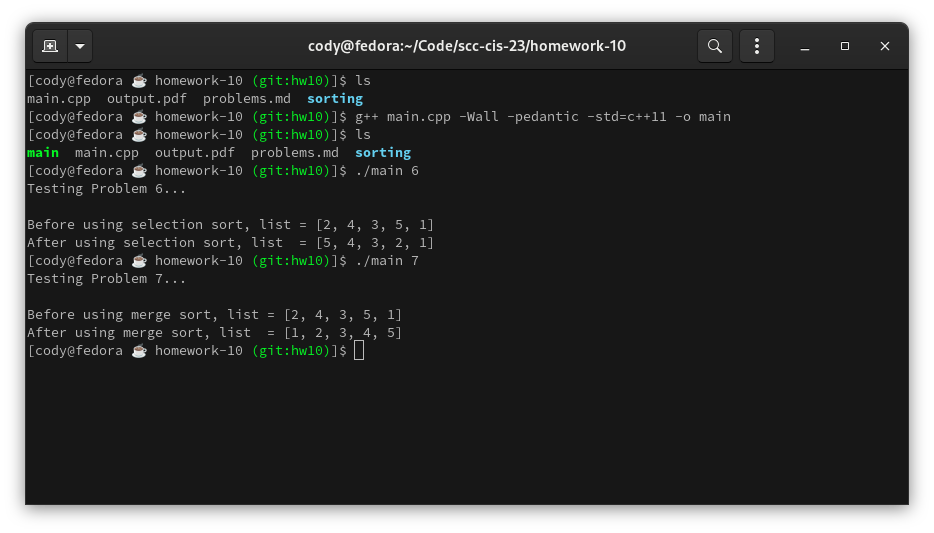 cody@fedora:~/Code/scc-cis-23/homework-10
[cody@fedora ☕ homework-10 (git:hw10)]$ ls
main.cpp  output.pdf  problems.md  sorting
[cody@fedora ☕ homework-10 (git:hw10)]$ g++ main.cpp -Wall -pedantic -std=c++11 -o main
[cody@fedora ☕ homework-10 (git:hw10)]$ ls
main  main.cpp  output.pdf  problems.md  sorting
[cody@fedora ☕ homework-10 (git:hw10)]$ ./main 6
Testing Problem 6...
Before using selection sort, list = [2, 4, 3, 5, 1]
After using selection sort, list  = [5, 4, 3, 2, 1]
[cody@fedora ☕ homework-10 (git:hw10)]$ ./main 7
Testing Problem 7...
Before using merge sort, list = [2, 4, 3, 5, 1]
After using merge sort, list  = [1, 2, 3, 4, 5]
[cody@fedora ☕ homework-10 (git:hw10)]$